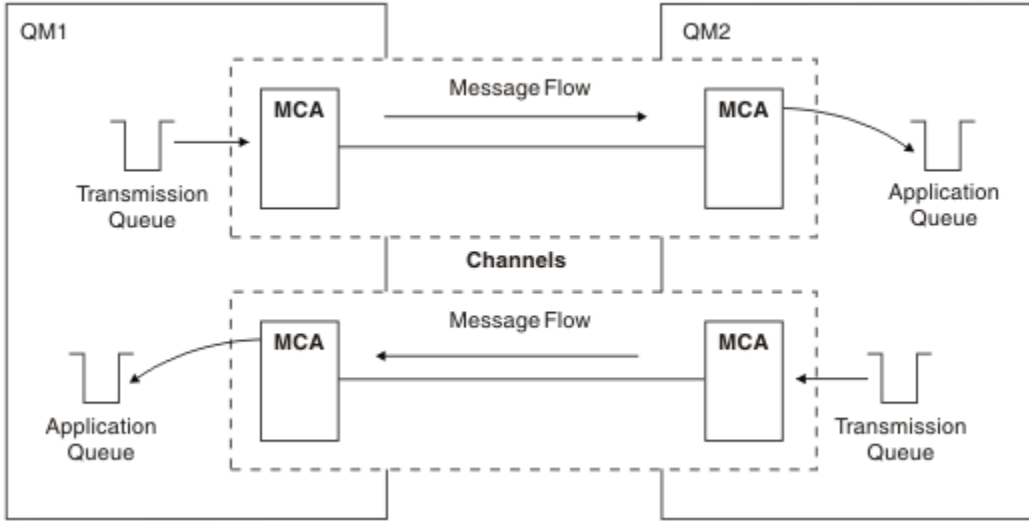 QM1
QM2
Message Flow
MCA
MCA
Transmission
Queue
Application
Queue
Channels
Message Flow
MCA
MCA
Application
Queue
Transmission
Queue